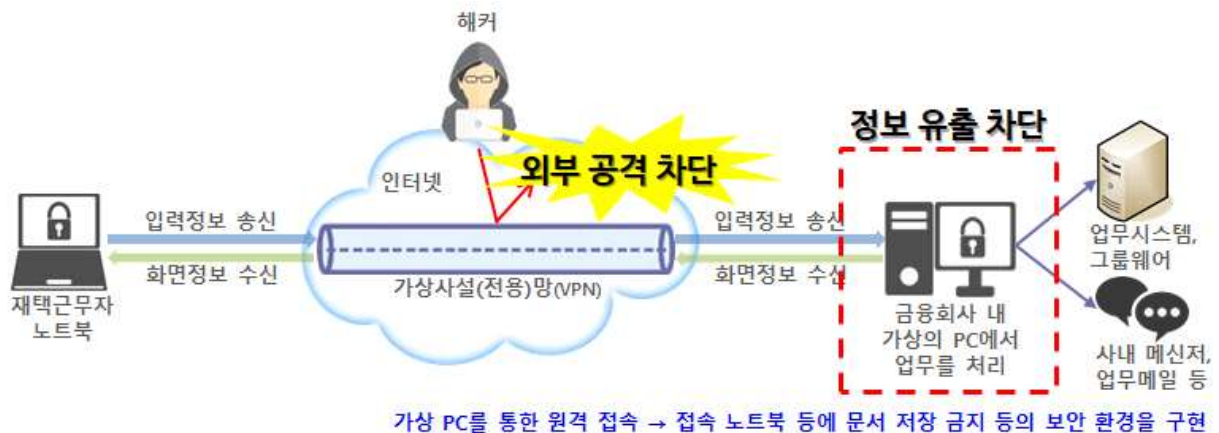 해커
정보 유출 차단
외부 공격 차단
인터넷
입력정보 송신
화면정보 수신
입력정보 송신
화면정보 수신
가상사설(전용)망(VPN)
재택근무자
노트북
금융회사 내
가상의 PC에서
업무를 처리
업무시스템,
그룹웨어
사내 메신저,
업무메일 등
가상 PC를 통한 원격 접속 → 접속 노트북 등에 문서 저장 금지 등의 보안 환경을 구현